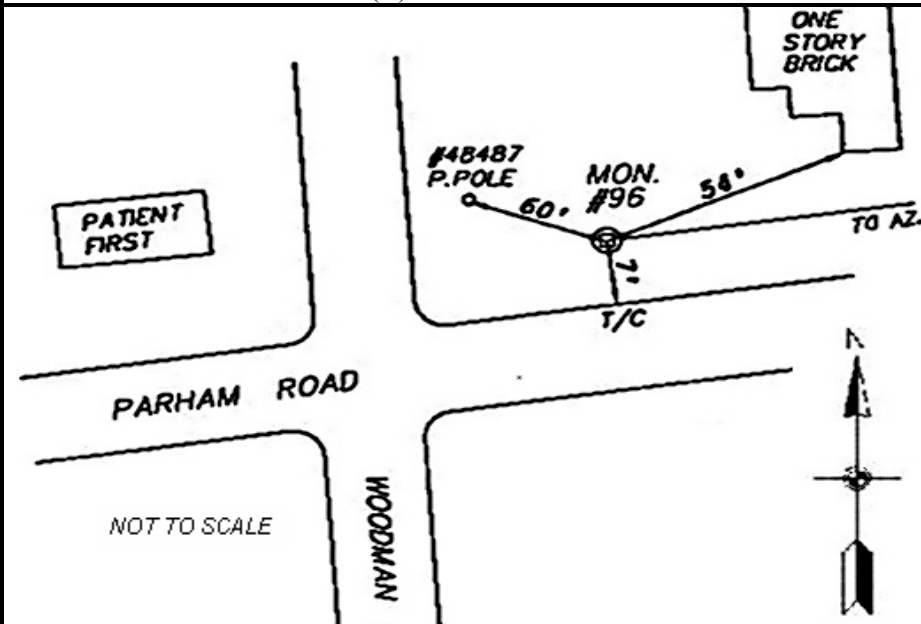 ONE
STORY
BRICK
#48487
P.POLE
MON.
#96
60'
54'
TO AZ.
7'
T/C
PATIENT
FIRST
PARHAM ROAD
WOODMAN
NOT TO SCALE
N